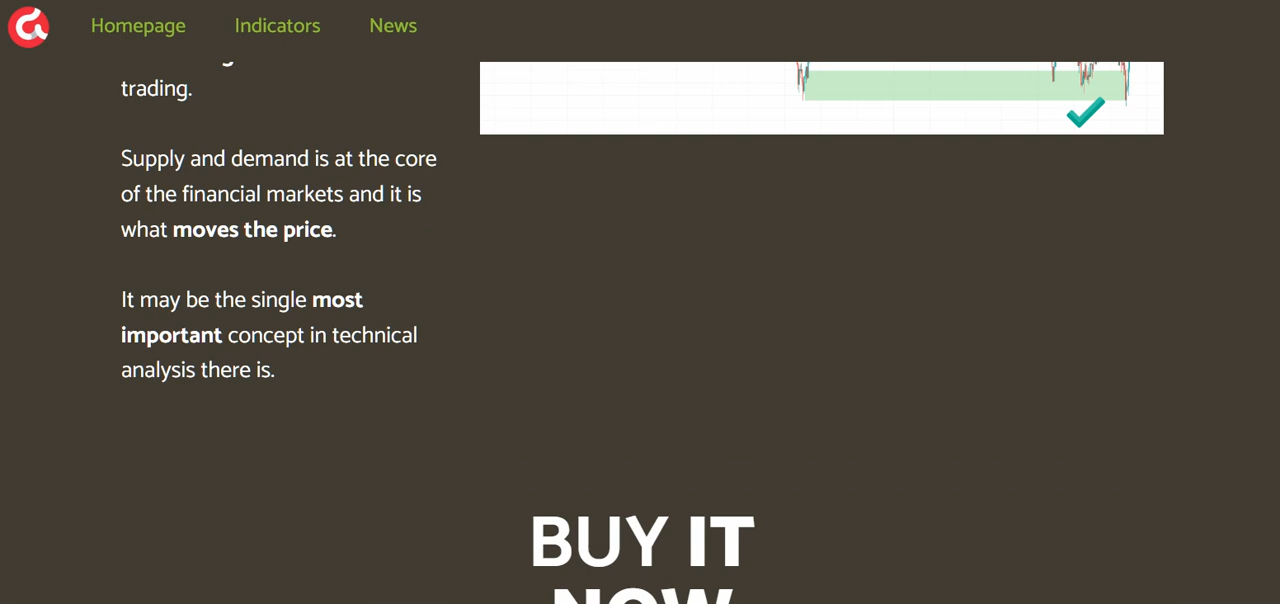 Homepage Indicators News
trading.
Supply and demand is at the core
of the financial markets and it is
what moves the price.
It may be the single most
important concept in technical
analysis there is.
BUY IT
NOW